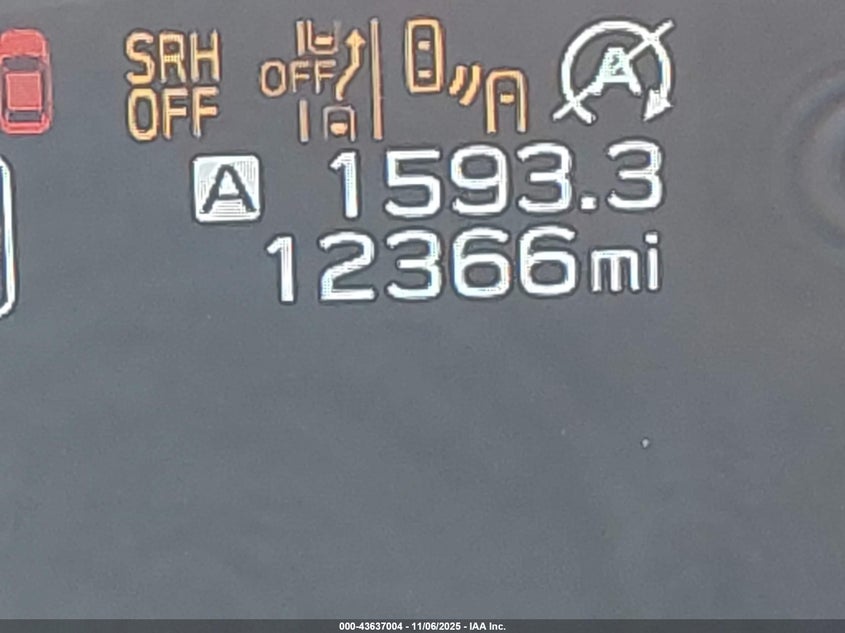 SRH
OFF
OFF
A
A 1593.3
12366mi
000-43637004 - 11/06/2025 - IAA Inc.